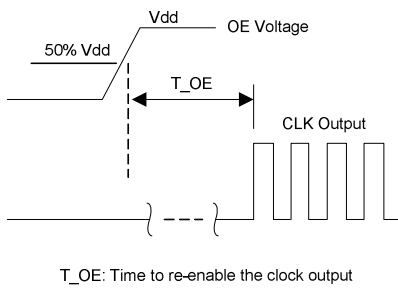 Vdd
OE Voltage
50% Vdd
T_OE
CLK Output
T_OE: Time to re-enable the clock output